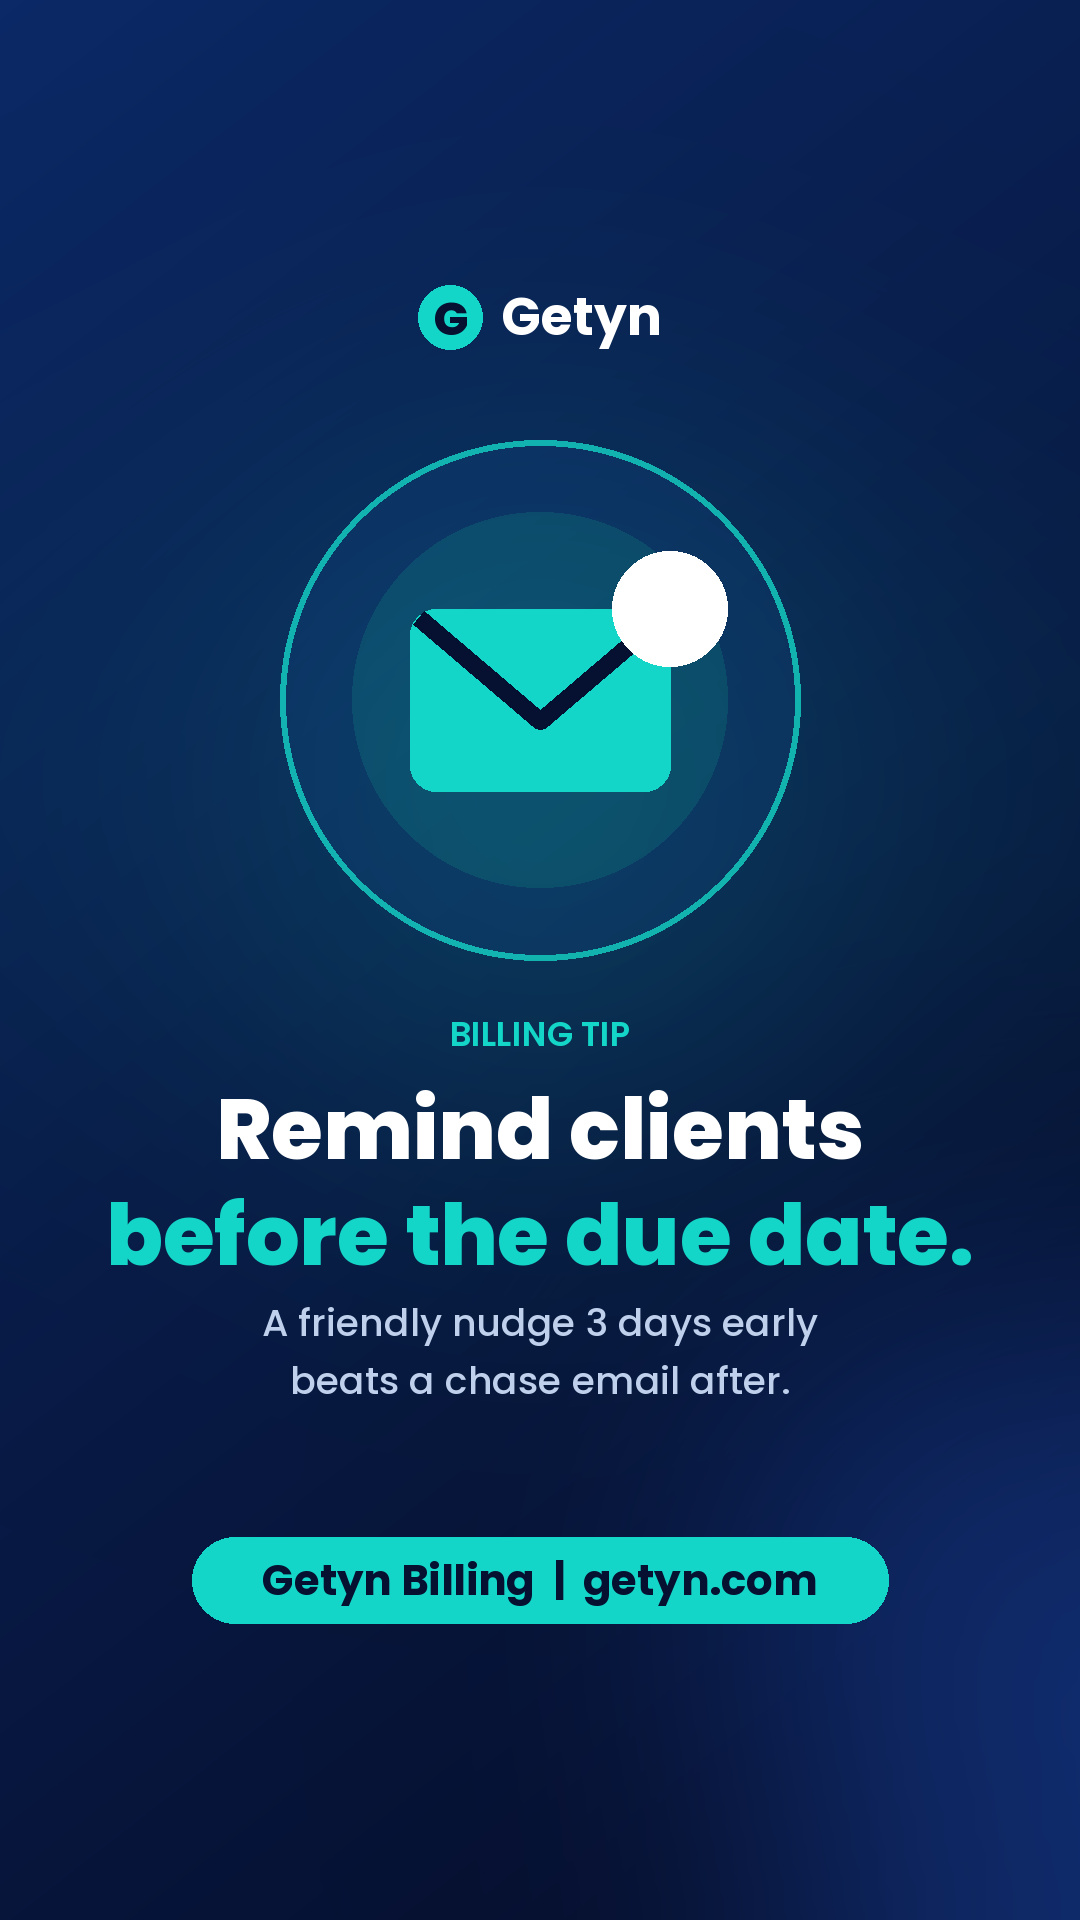 G Getyn
BILLING TIP
Remind clients
before the due date.
A friendly nudge 3 days early
beats a chase email after.
Getyn Billing | getyn.com